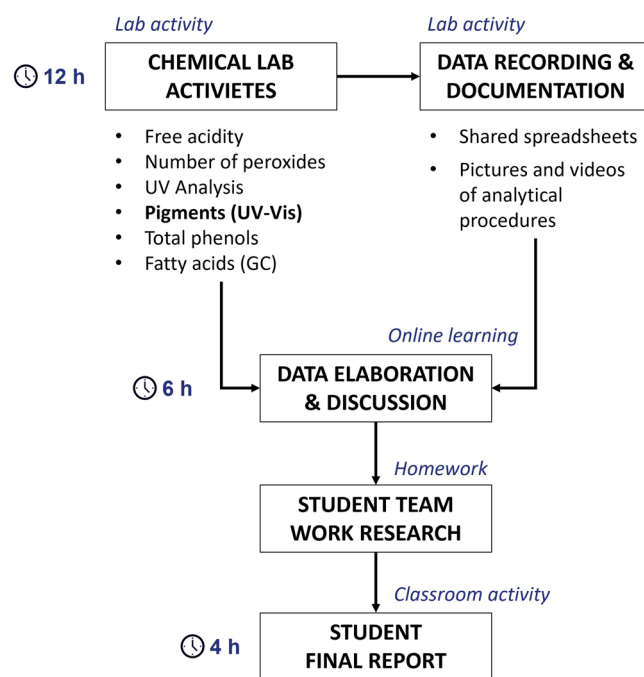 Lab activity
12 h
CHEMICAL LAB
ACTIVIETES
• Free acidity
• Number of peroxides
• UV Analysis
• Pigments (UV-Vis)
• Total phenols
• Fatty acids (GC)
Lab activity
DATA RECORDING &
DOCUMENTATION
• Shared spreadsheets
• Pictures and videos
of analytical
procedures
Online learning
6 h
DATA ELABORATION
& DISCUSSION
Homework
STUDENT TEAM
WORK RESEARCH
Classroom activity
4 h
STUDENT
FINAL REPORT